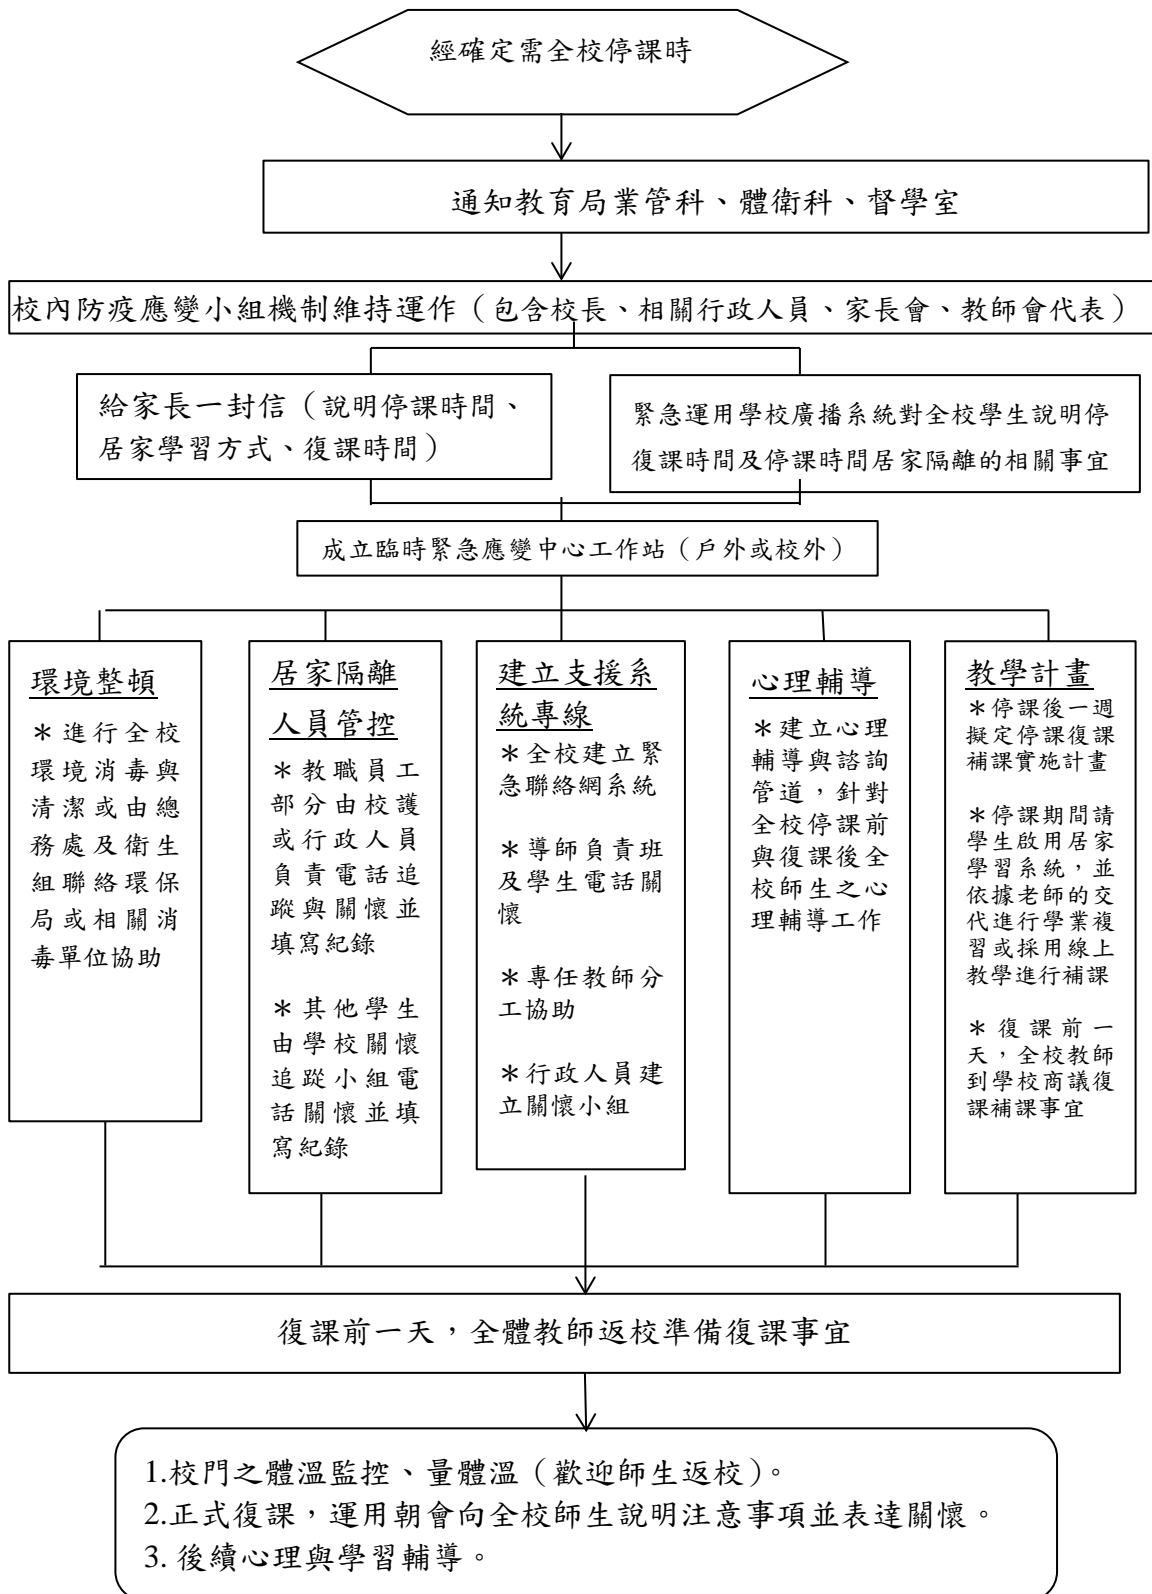 經確定需全校停課時
通知教育局業管科、體衛科、督學室
校內防疫應變小組機制維持運作（包含校長、相關行政人員、家長會、教師會代表）
給家長一封信（說明停課時間、
居家學習方式、復課時間）
緊急運用學校廣播系統對全校學生說明停
復課時間及停課時間居家隔離的相關事宜
成立臨時緊急應變中心工作站（戶外或校外）
環境整頓
＊進行全校
環境消毒與
清潔或由總
務處及衛生
組聯絡環保
局或相關消
毒單位協助
居家隔離
人員管控
＊教職員工
部分由校護
或行政人員
負責電話追
蹤與關懷並
填寫紀錄
＊其他學生
由學校關懷
追蹤小組電
話關懷並填
寫紀錄
建立支援系
統專線
＊全校建立緊
急聯絡網系統
＊導師負責班
及學生電話關
懷
＊專任教師分
工協助
＊行政人員建
立關懷小組
心理輔導
＊建立心理
輔導與諮詢
管道，針對
全校停課前
與復課後全
校師生之心
理輔導工作
教學計畫
＊停課後一週
擬定停課復課
補課實施計畫
＊停課期間請
學生啟用居家
學習系統，並
依據老師的交
代進行學業複
習或採用線上
教學進行補課
＊復課前一
天，全校教師
到學校商議復
課補課事宜
復課前一天，全體教師返校準備復課事宜
1.校門之體溫監控、量體溫（歡迎師生返校）。
2.正式復課，運用朝會向全校師生說明注意事項並表達關懷。
3. 後續心理與學習輔導。